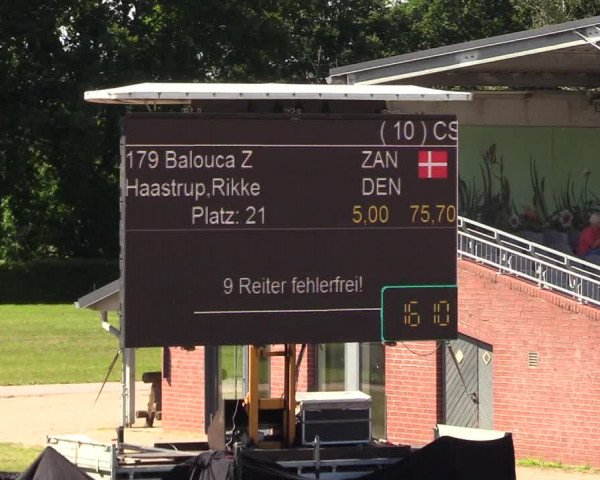 ( 10 ) CS
179 Balouca Z ZAN
Haastrup,Rikke DEN
Platz: 21 5,00 75,70
9 Reiter fehlerfrei!
16 10